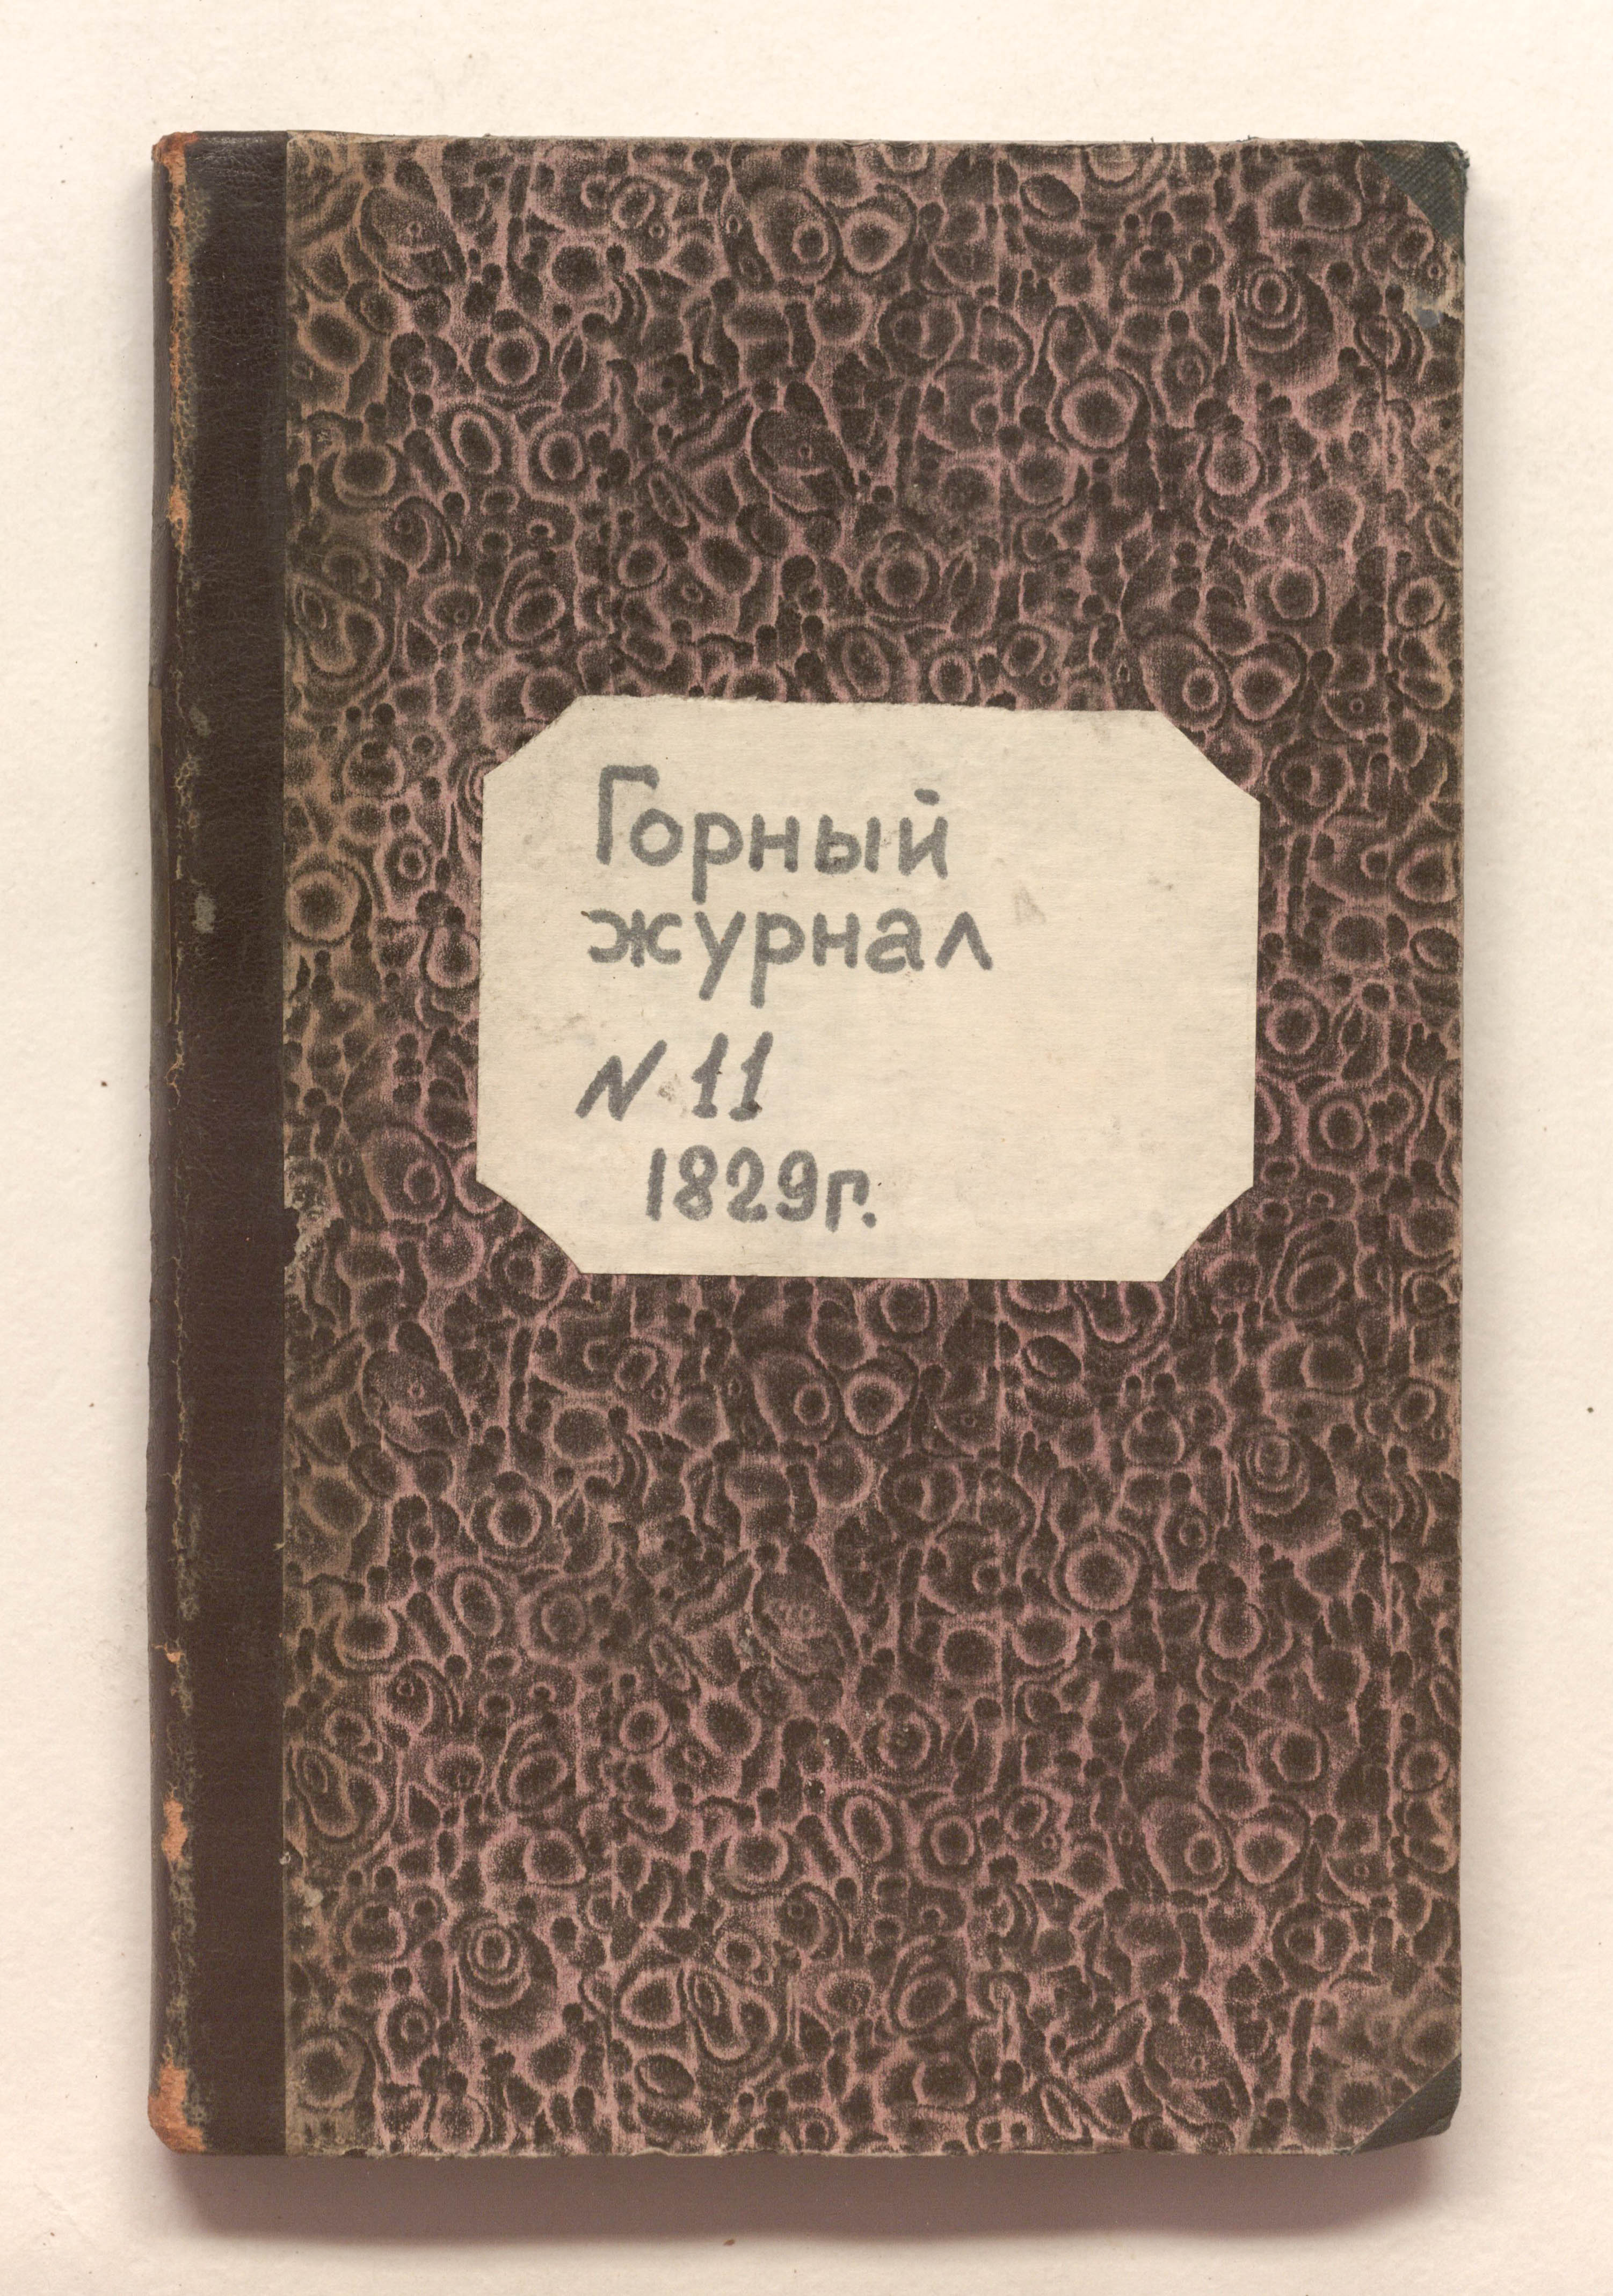 Горный
журнал
N 11
1829г.